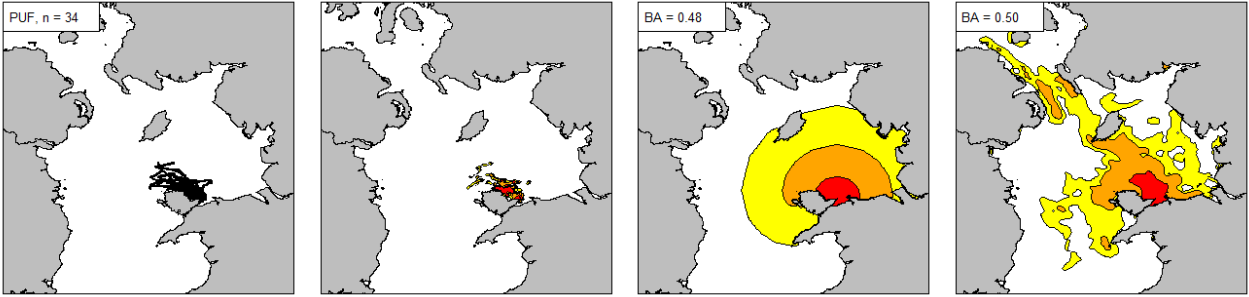 PUF, n = 34
BA = 0.48
BA = 0.50